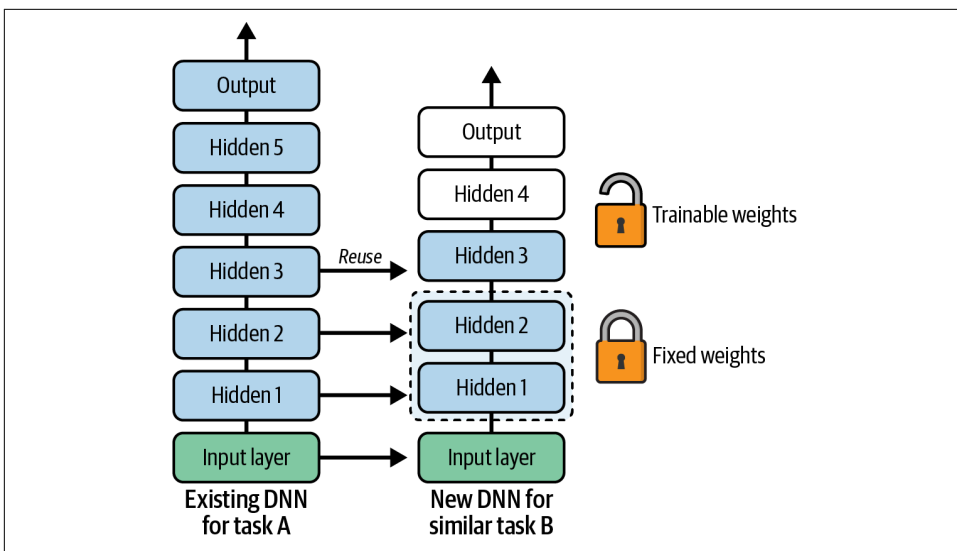 Output
Hidden 5
Hidden 4
Hidden 3
Hidden 2
Hidden 1
Input layer
Existing DNN
for task A
Reuse
Output
Hidden 4
Hidden 3
Hidden 2
Hidden 1
Input layer
New DNN for
similar task B
Trainable weights
Fixed weights